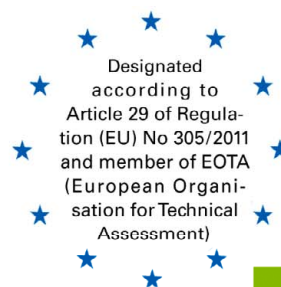 Designated
according to
Article 29 of Regula-
tion (EU) No 305/2011
and member of EOTA
(European Organi-
sation for Technical
Assessment)